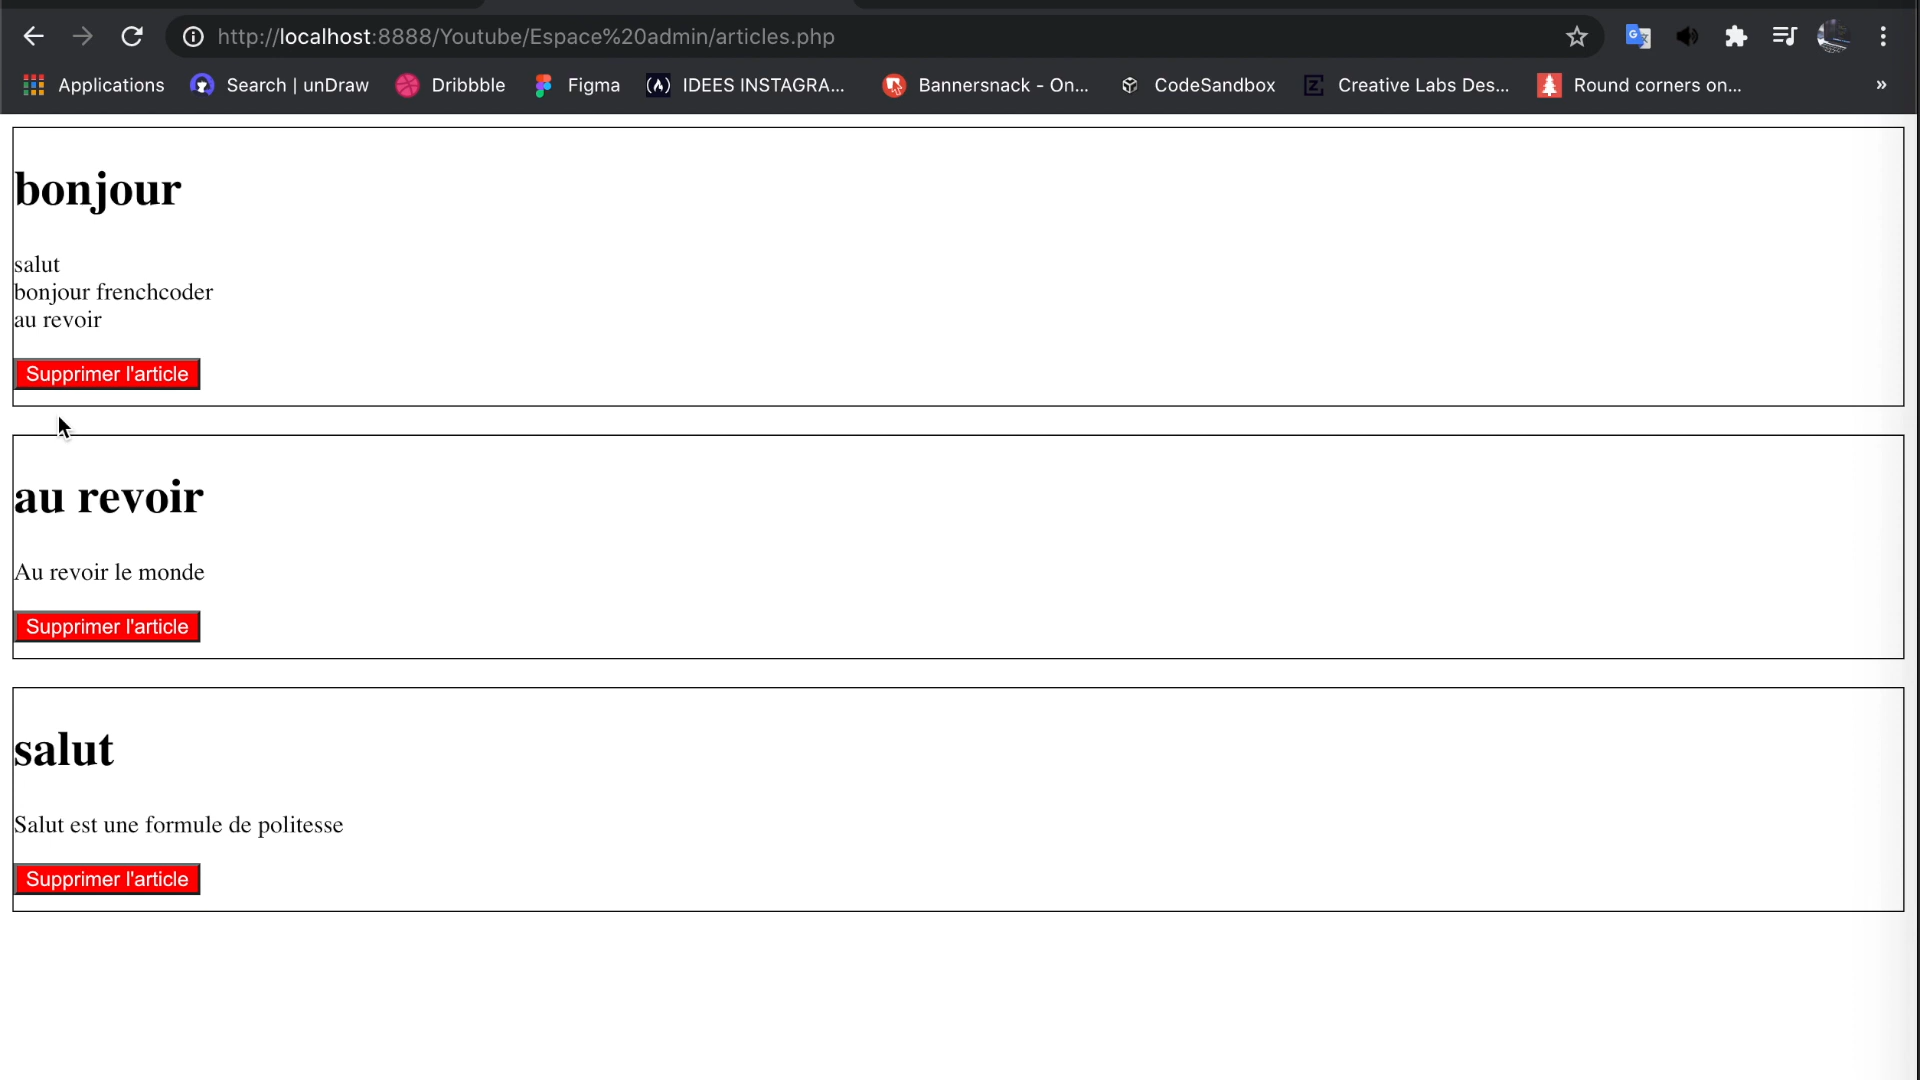 http://localhost:8888/Youtube/Espace%20admin/articles.php
Applications Search | unDraw Dribbble Figma IDEES INSTAGRA... Bannersnack - On... CodeSandbox Creative Labs Des... Round corners on... »
bonjour
salut
bonjour frenchcoder
au revoir
Supprimer l'article
au revoir
Au revoir le monde
Supprimer l'article
salut
Salut est une formule de politesse
Supprimer l'article